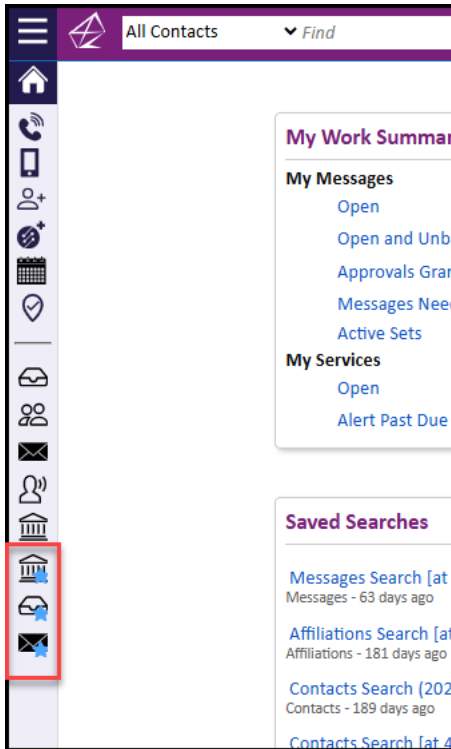 All Contacts Find
My Work Summar
My Messages
Open
Open and Unb
Approvals Gran
Messages Need
Active Sets
My Services
Open
Alert Past Due
Saved Searches
Messages Search [at
Messages - 63 days ago
Affiliations Search [at
Affiliations - 181 days ago
Contacts Search (202
Contacts - 189 days ago
Contacts Search [at 4